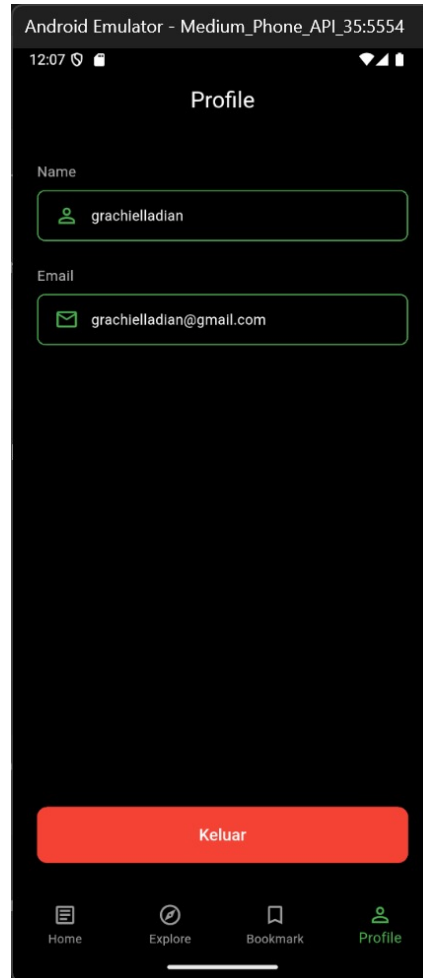 Android Emulator - Medium_Phone_API_35:5554
12:07
Profile
Name
grachielladian
Email
grachielladian@gmail.com
Keluar
Home Explore Bookmark Profile